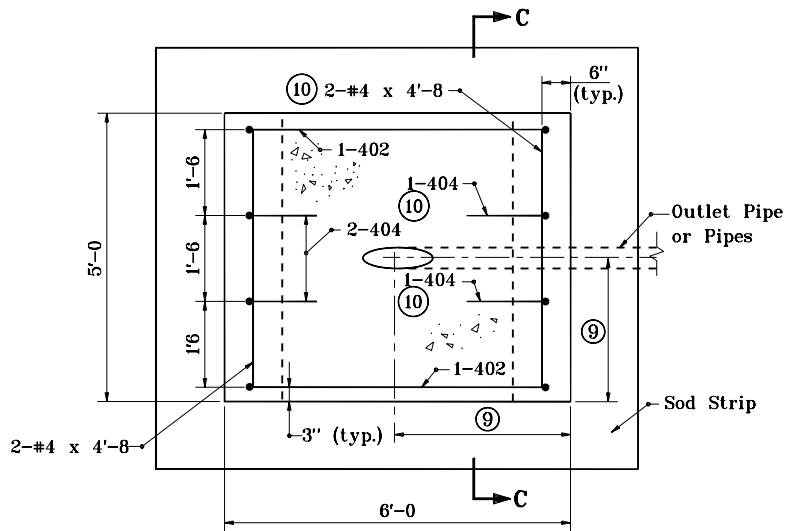 C
6"
(typ.)
10 2-#4 x 4'-8
1-402
1'-6
1-404
10
2-404
Outlet Pipe
or Pipes
5'-0
1'-6
1-404
10
9
1'6
1-402
Sod Strip
9
3" (typ.)
2-#4 x 4'-8
C
6'-0